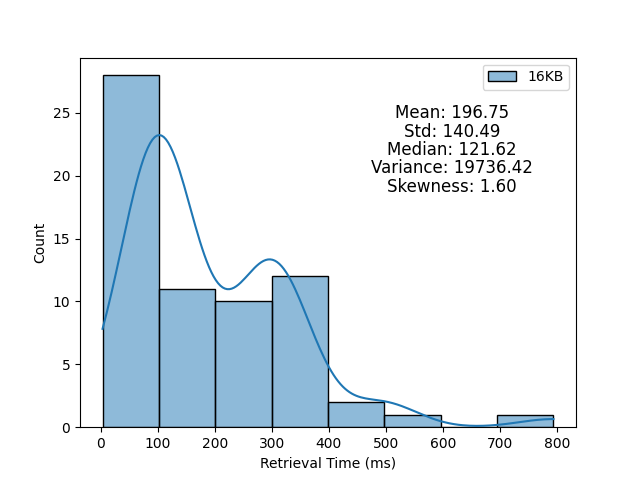 16KB
Mean: 196.75
Std: 140.49
Median: 121.62
Variance: 19736.42
Skewness: 1.60
25
20
15
10
5
0
Count
0 100 200 300 400 500 600 700 800
Retrieval Time (ms)